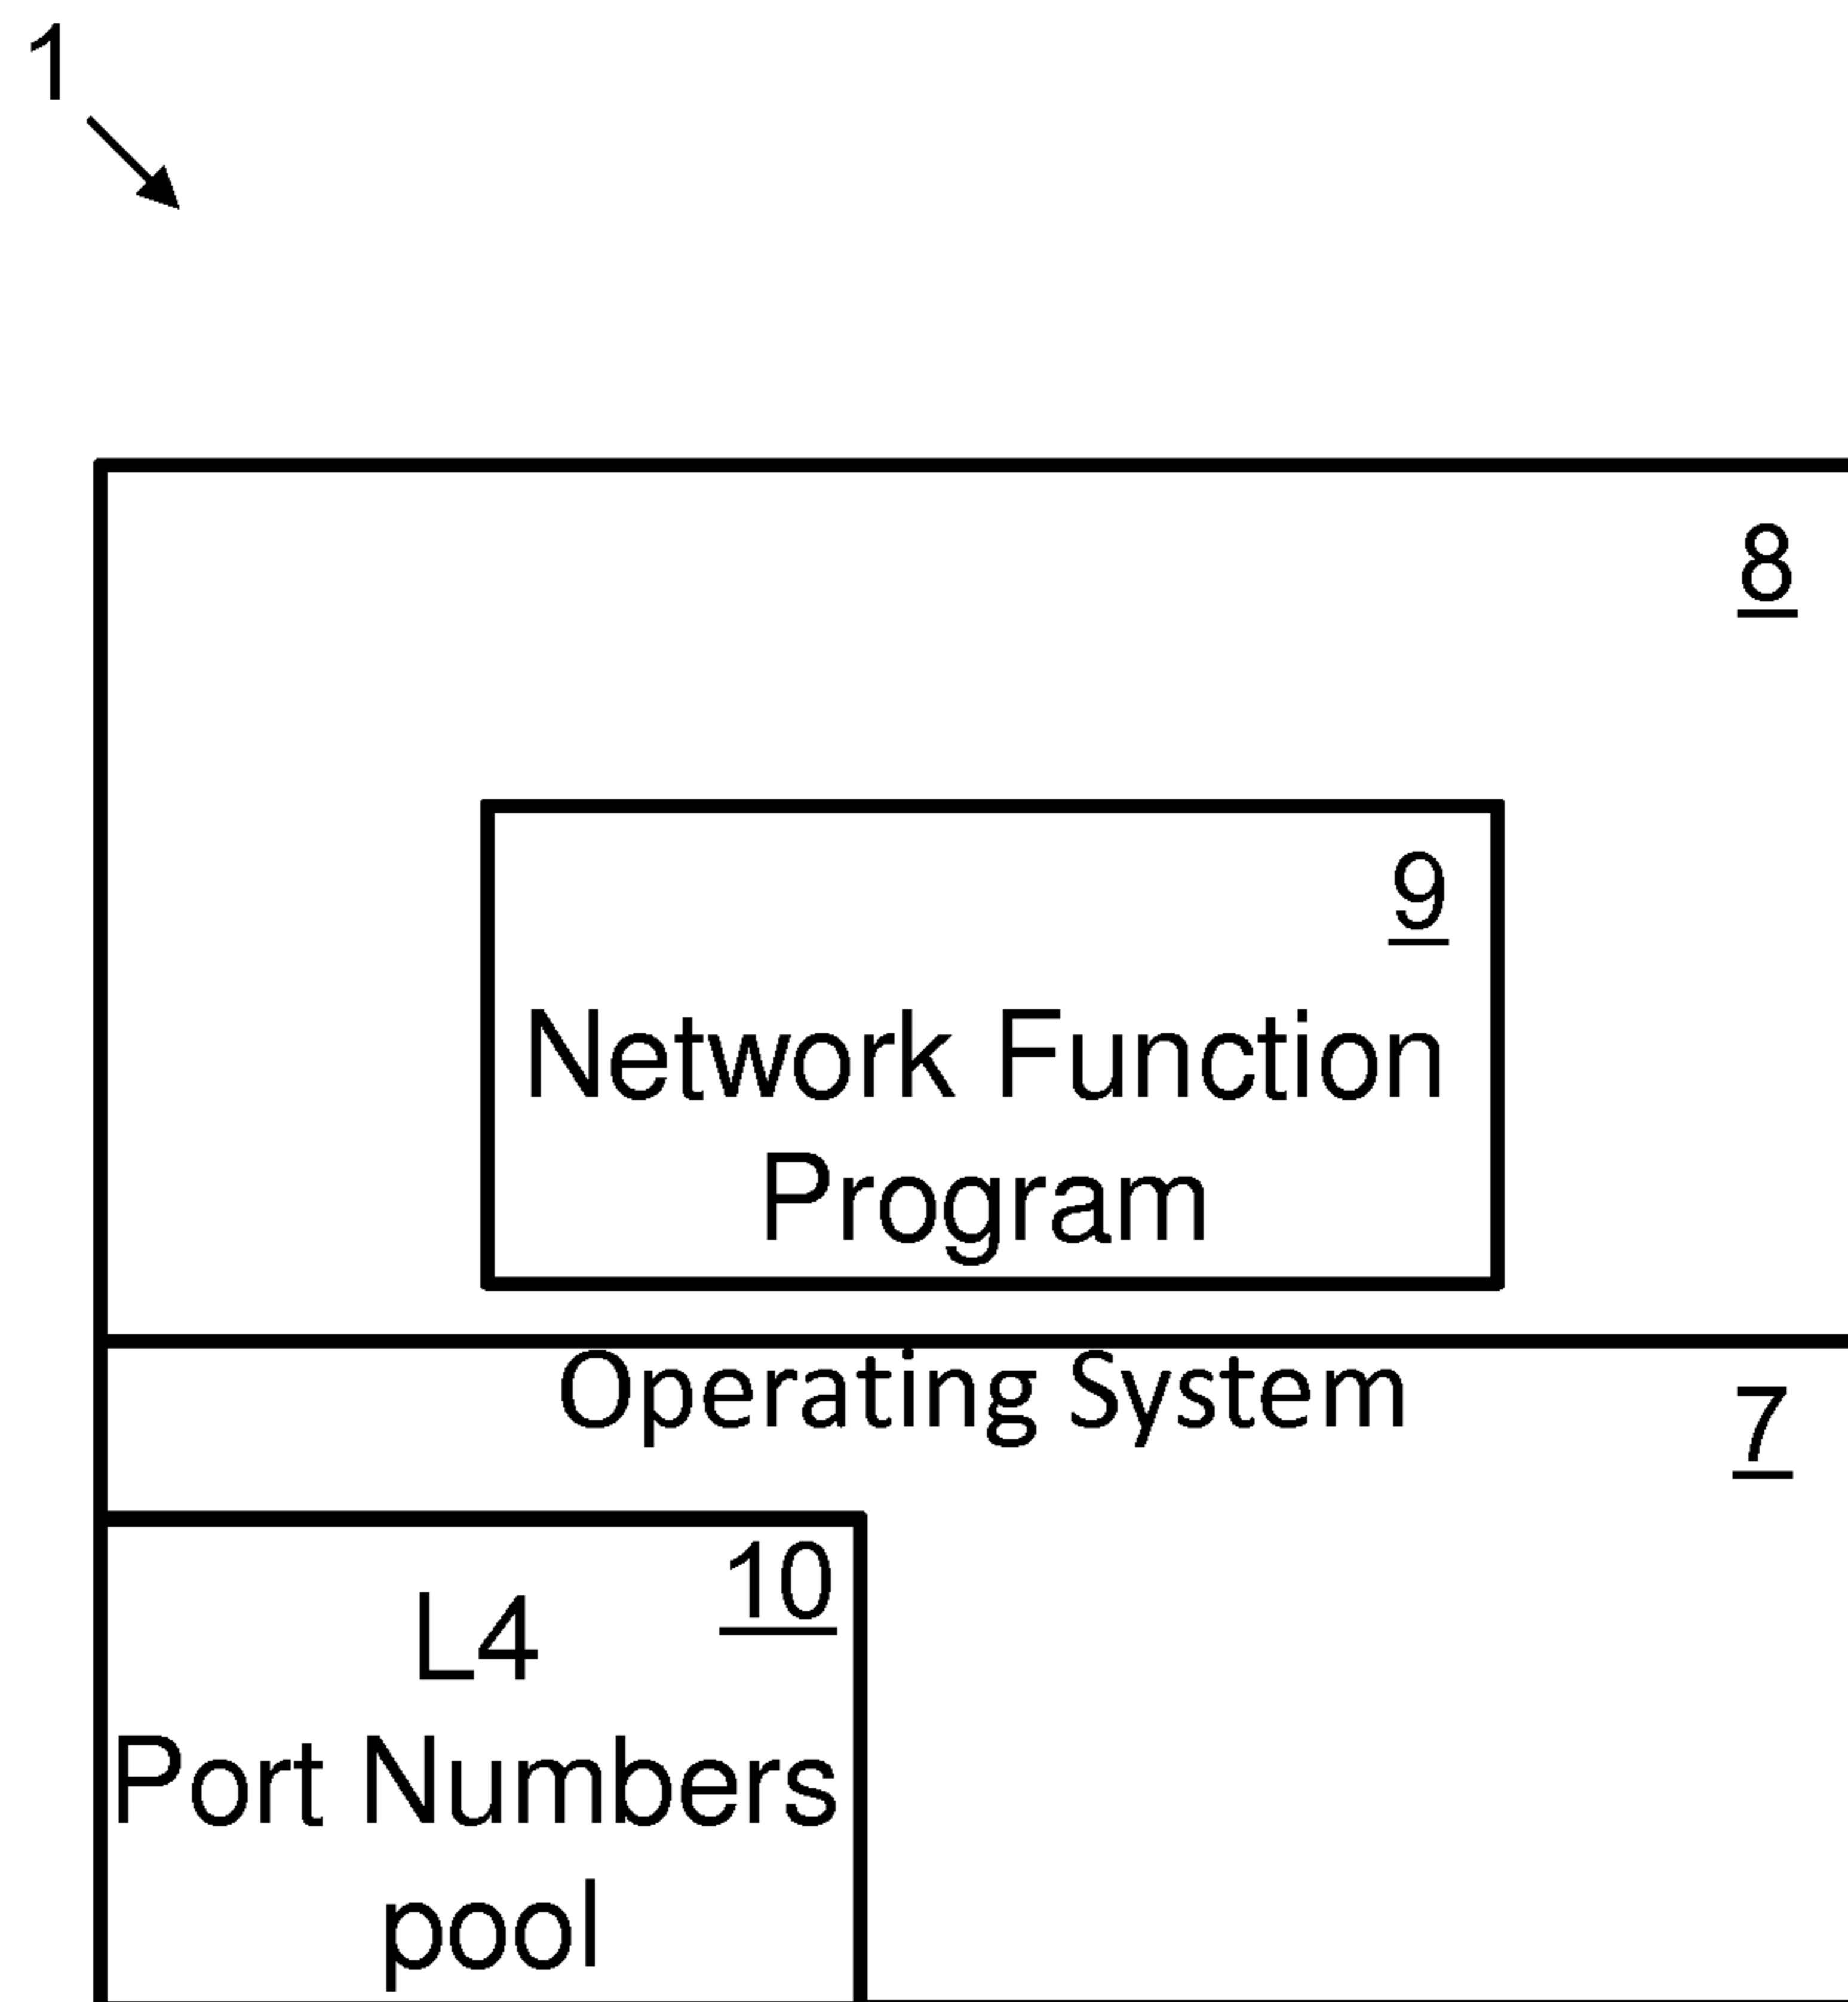 1
8
9
Network Function
Program
Operating System
7
10
L4
Port Numbers
pool